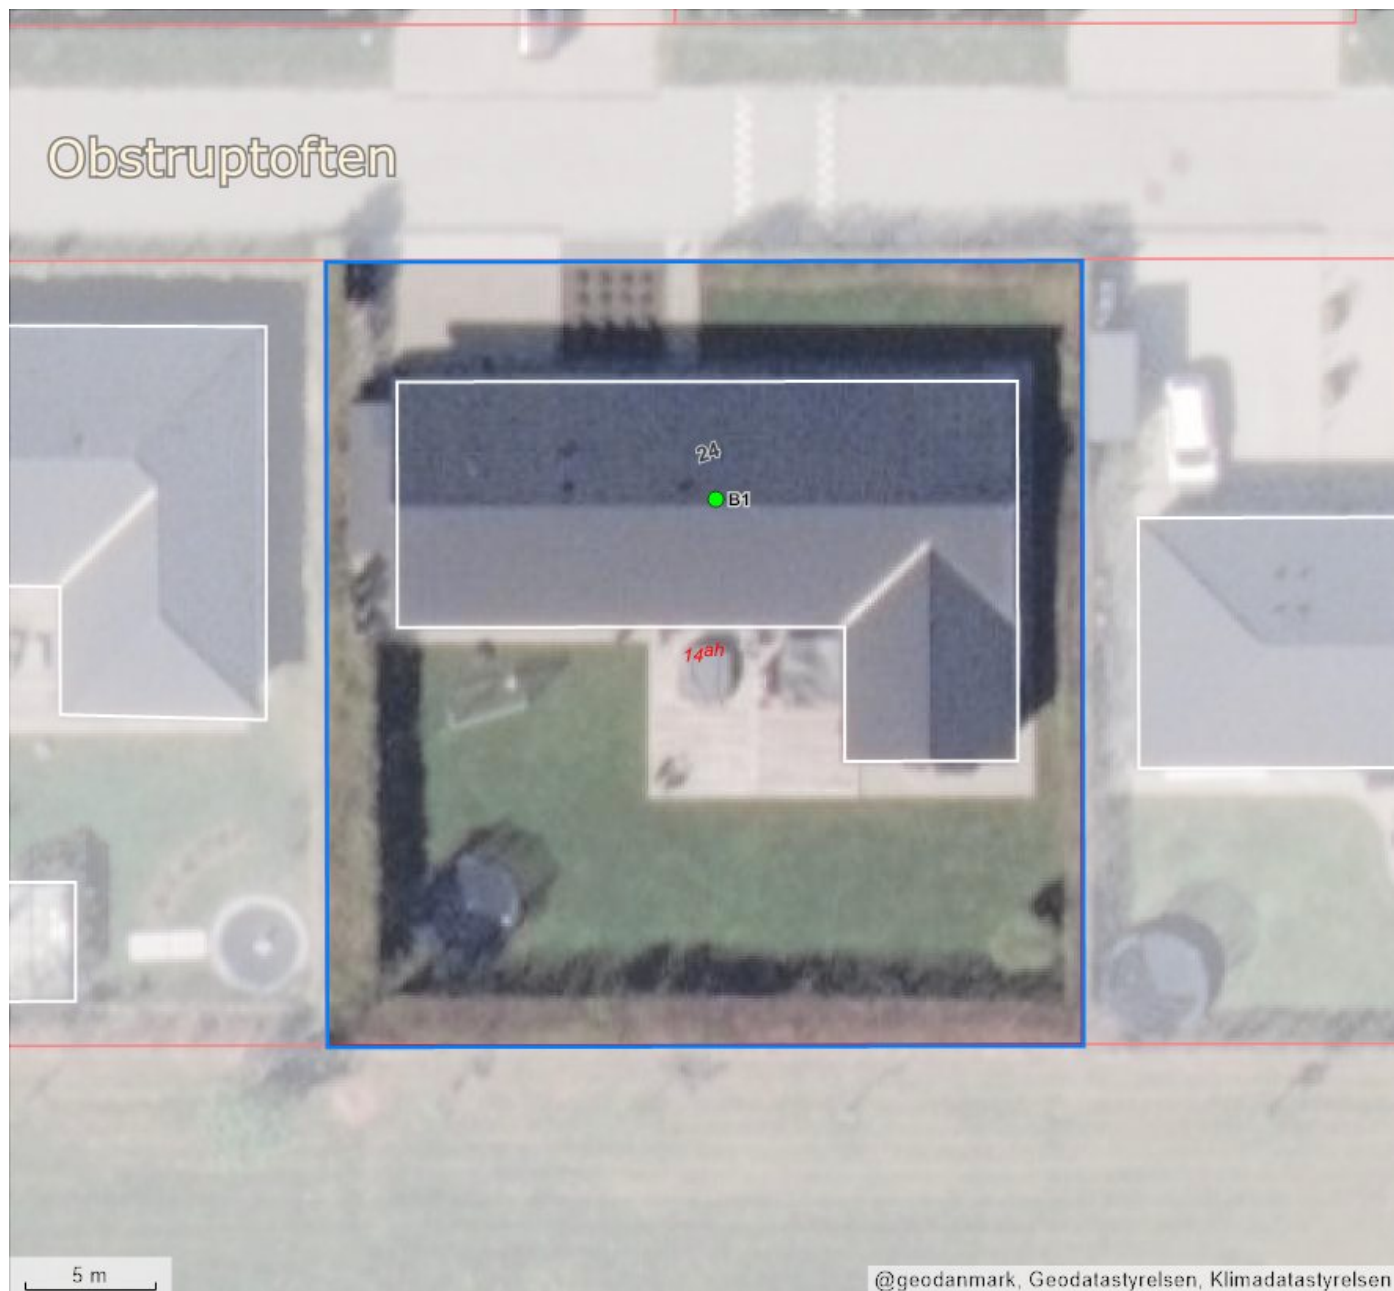 Obstruptoften
24
B1
14ah
5 m
@geodanmark, Geodatastyrelsen, Klimadatastyrelsen